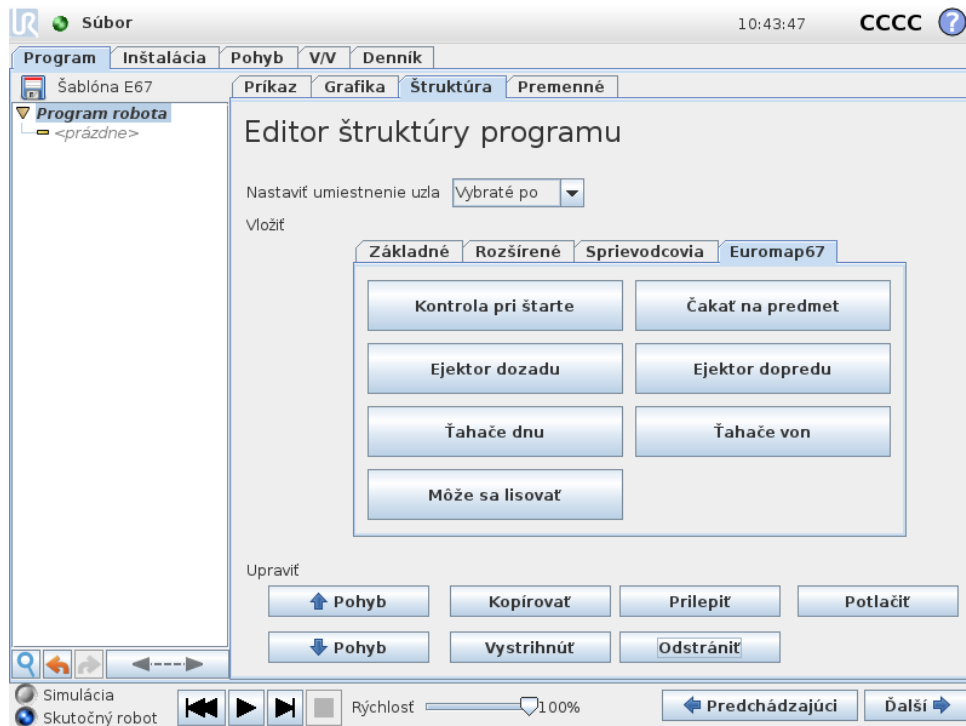 UR Súbor 10:43:47 CCCC ?
Program Inštalácia Pohyb V/V Denník
Šablóna E67 Príkaz Grafika Štruktúra Premenné
Program robota
<prázdne>
Editor štruktúry programu
Nastaviť umiestnenie uzla Vybraté po
Vložiť
Základné Rozšírené Sprievodcovia Euromap67
Kontrola pri štarte Čakať na predmet
Ejektor dozadu Ejektor dopredu
Ťahače dnu Ťahače von
Môže sa lisovať
Upraviť
Pohyb Kopírovať Prilepiť Potlačiť
Pohyb Vystrihnúť Odstrániť
Simulácia
Skutočný robot
Rýchlosť 100% Predchádzajúci Ďalší